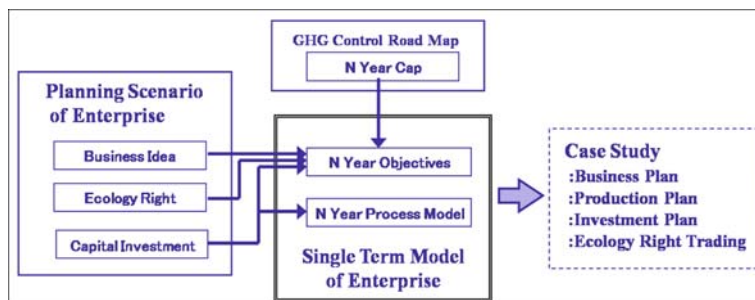 GHG Control Road Map
N Year Cap
Planning Scenario
of Enterprise
Business Idea
Ecology Right
Capital Investment
N Year Objectives
N Year Process Model
Single Term Model
of Enterprise
Case Study
:Business Plan
:Production Plan
:Investment Plan
:Ecology Right Trading